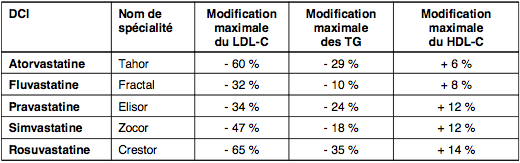 DCI Nom de spécialité Modification maximale du LDL-C Modification maximale des TG Modification maximale du HDL-C
Atorvastatine Tahor - 60 % - 29 % + 6 %
Fluvastatine Fractal - 32 % - 10 % + 8 %
Pravastatine Elisor - 34 % - 24 % + 12 %
Simvastatine Zocor - 47 % - 18 % + 12 %
Rosuvastatine Crestor - 65 % - 35 % + 14 %